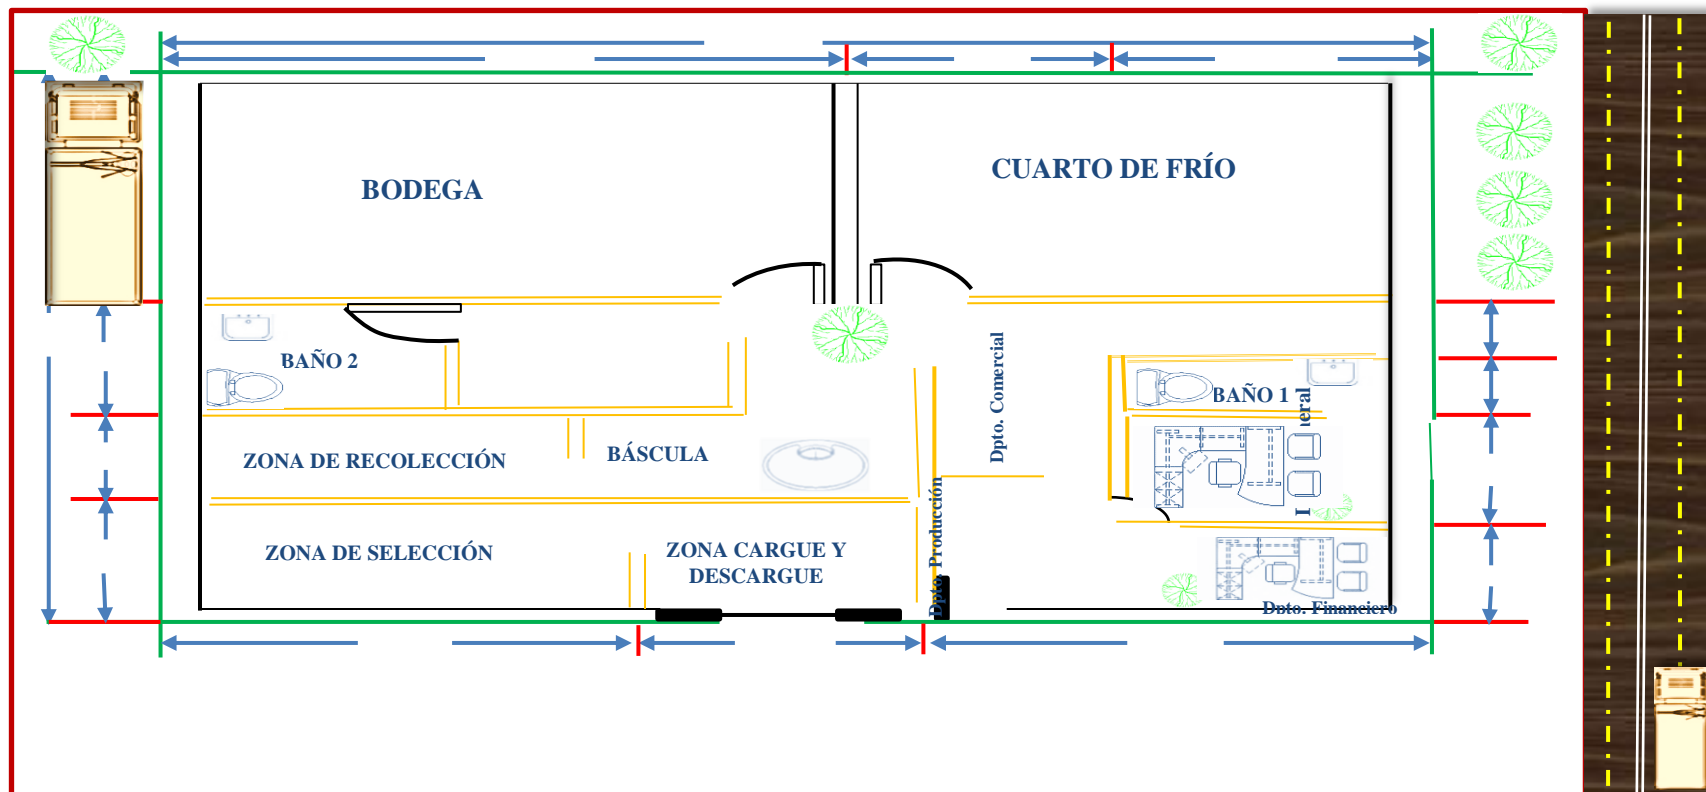 CUARTO DE FRÍO
BODEGA
BAÑO 2
Dpto. Comercial
BAÑO 1
ZONA DE RECOLECCIÓN
BÁSCULA
ZONA DE SELECCIÓN
ZONA CARGUE Y
DESCARGUE
Dpto. Producción
Dpto. Financiero